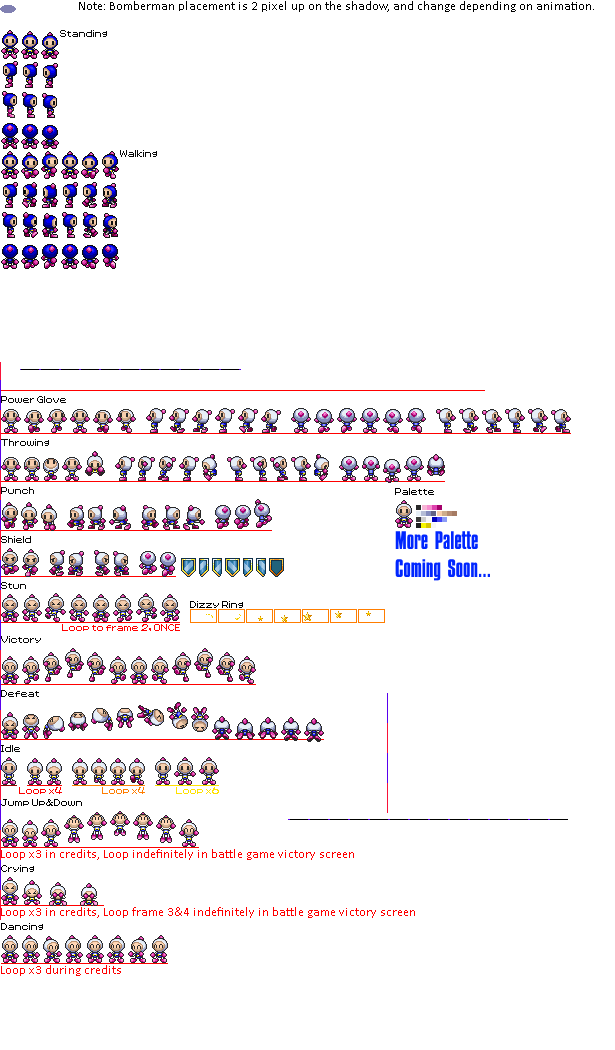 Note: Bomberman placement is 2 pixel up on the shadow, and change depending on animation.
Standing
Walking
Power Glove
Throwing
Punch
Palette
More Palette
Coming Soon...
Shield
Stun
Dizzy Ring
Loop to frame 2,ONCE
Victory
Defeat
Idle
Loop x4
Loop x4
Loop x6
Jump Up&Down
Loop x3 in credits, Loop indefinitely in battle game victory screen
Crying
Loop x3 in credits, Loop frame 3&4 indefinitely in battle game victory screen
Dancing
Loop x3 during credits